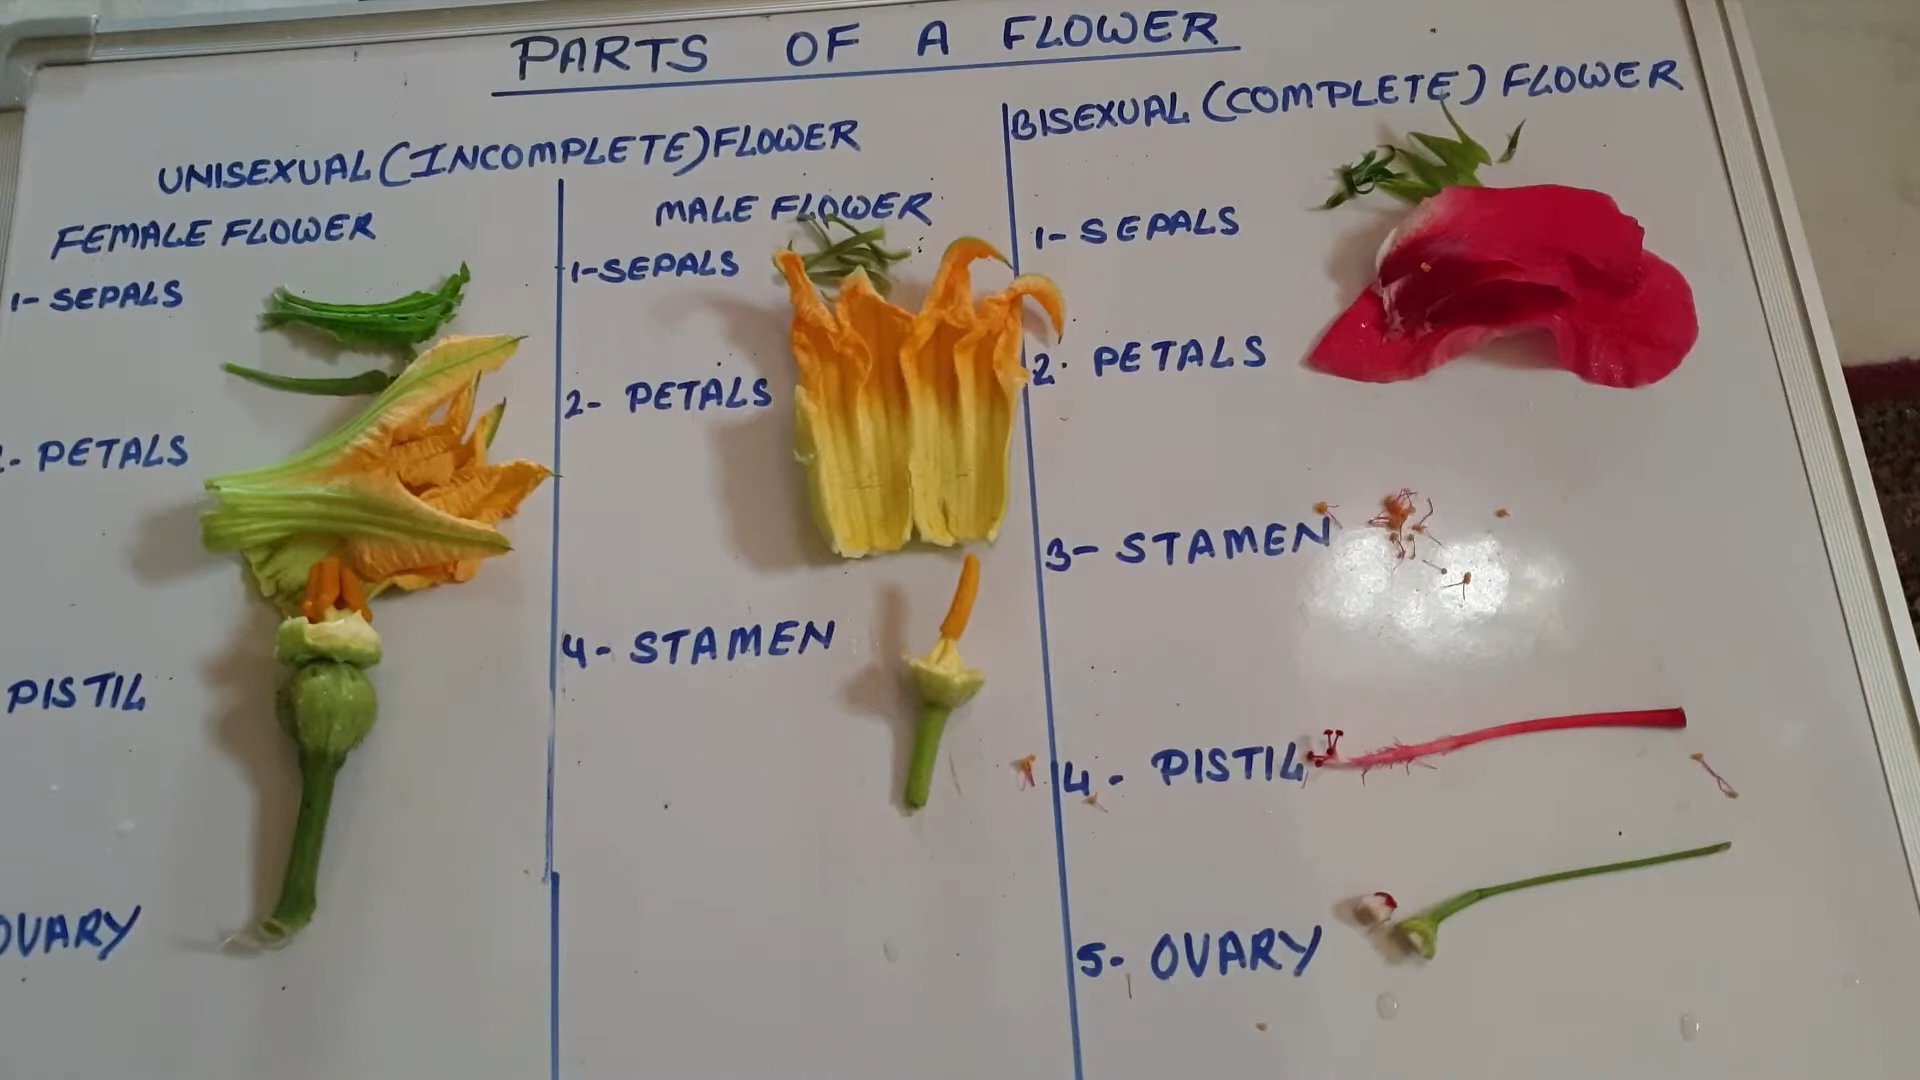 PARTS OF A FLOWER
UNISEXUAL (INCOMPLETE) FLOWER
FEMALE FLOWER
1- SEPALS
2- PETALS
PISTIL
OVARY
MALE FLOWER
1-SEPALS
2- PETALS
4- STAMEN
BISEXUAL (COMPLETE) FLOWER
1- SEPALS
2. PETALS
3- STAMEN
4- PISTIL
5- OVARY